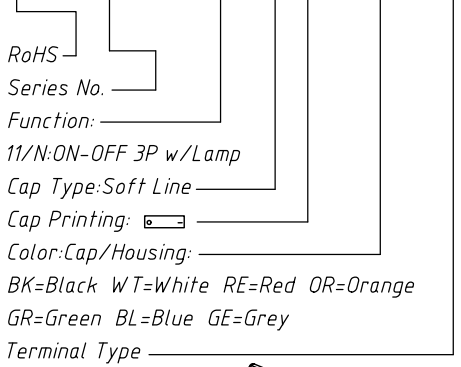 RoHS
Series No.
Function:
11/N:ON-OFF 3P w/Lamp
Cap Type:Soft Line
Cap Printing:
Color:Cap/Housing:
BK=Black WT=White RE=Red OR=Orange
GR=Green BL=Blue GE=Grey
Terminal Type